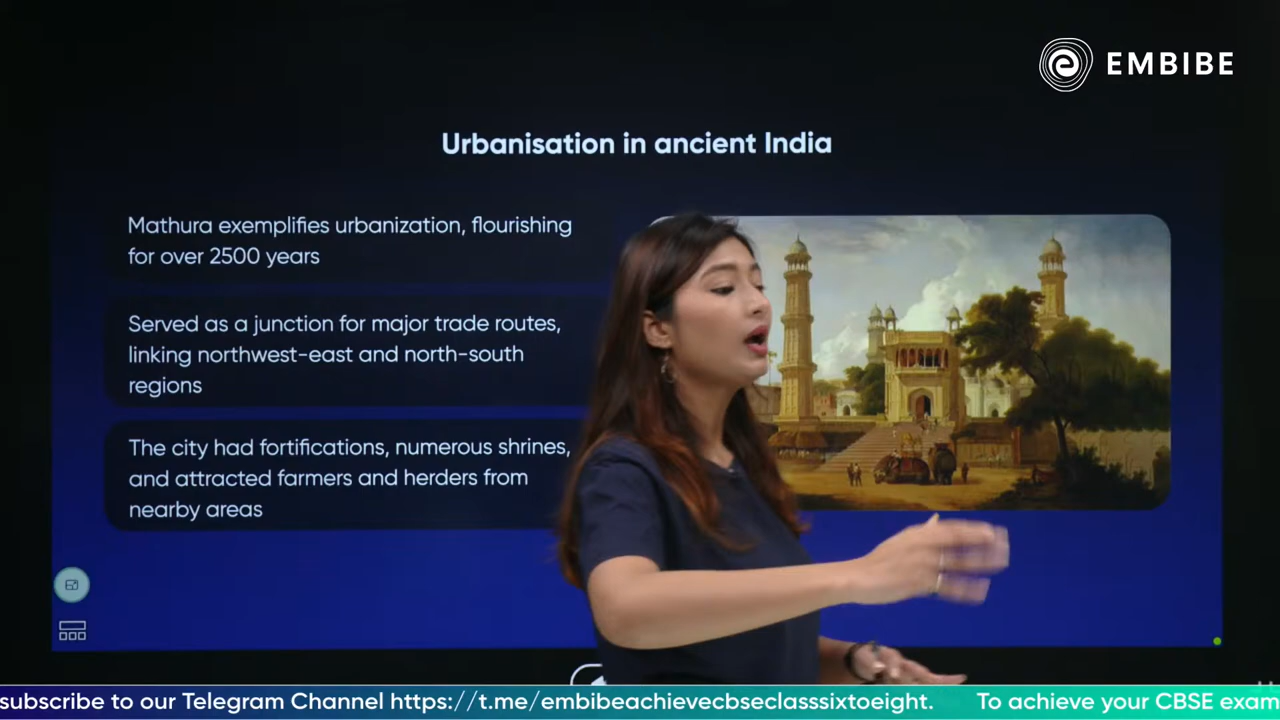 EMBIBE
Urbanisation in ancient India
Mathura exemplifies urbanization, flourishing
for over 2500 years
Served as a junction for major trade routes,
linking northwest-east and north-south
regions
The city had fortifications, numerous shrines,
and attracted farmers and herders from
nearby areas
subscribe to our Telegram Channel https://t.me/embibeachievecbseclasssixtoeight. To achieve your CBSE exam